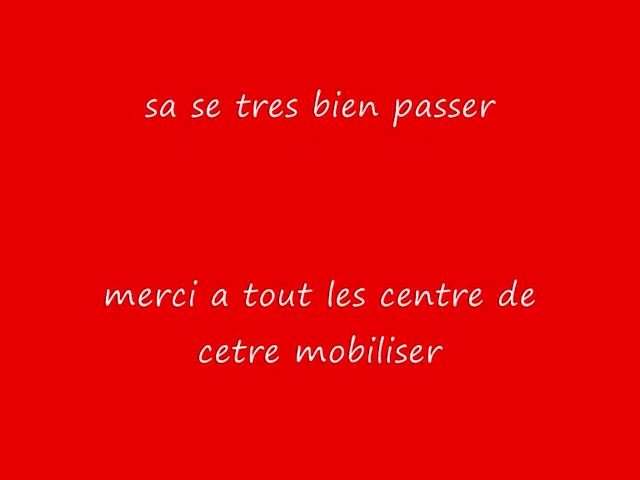 sa se tres bien passer
merci a tout les centre de
cetre mobiliser